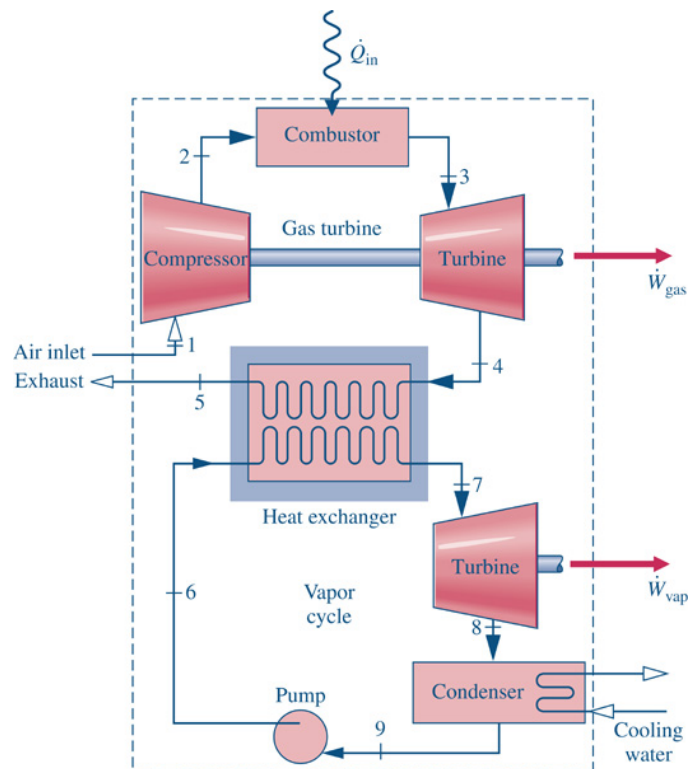 Q̇in
Combustor
2
3
Gas turbine
Compressor
Turbine
Ẇgas
1
Air inlet
4
Exhaust
5
7
Heat exchanger
Turbine
6
Vapor
cycle
Ẇvap
8
Condenser
Pump
9
Cooling
water